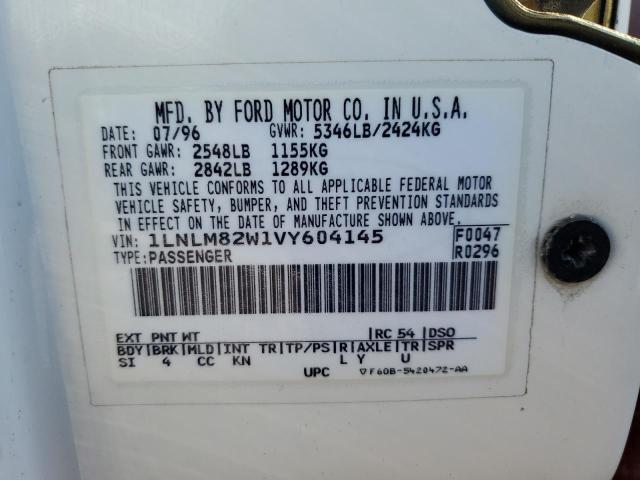 MFD. BY FORD MOTOR CO. IN U.S.A.
DATE: 07/96 GVWR: 5346LB/2424KG
FRONT GAWR: 2548LB 1155KG
REAR GAWR: 2842LB 1289KG
THIS VEHICLE CONFORMS TO ALL APPLICABLE FEDERAL MOTOR
VEHICLE SAFETY, BUMPER, AND THEFT PREVENTION STANDARDS
IN EFFECT ON THE DATE OF MANUFACTURE SHOWN ABOVE.
VIN: 1LNLM82W1VY604145 F0047
TYPE: PASSENGER R0296
EXT PNT WT RC 54 DSO
BDY BRK MLD INT TR TP/PS R AXLE TR SPR
SI 4 CC KN L Y U
UPC ▽F60B-5420472-AA